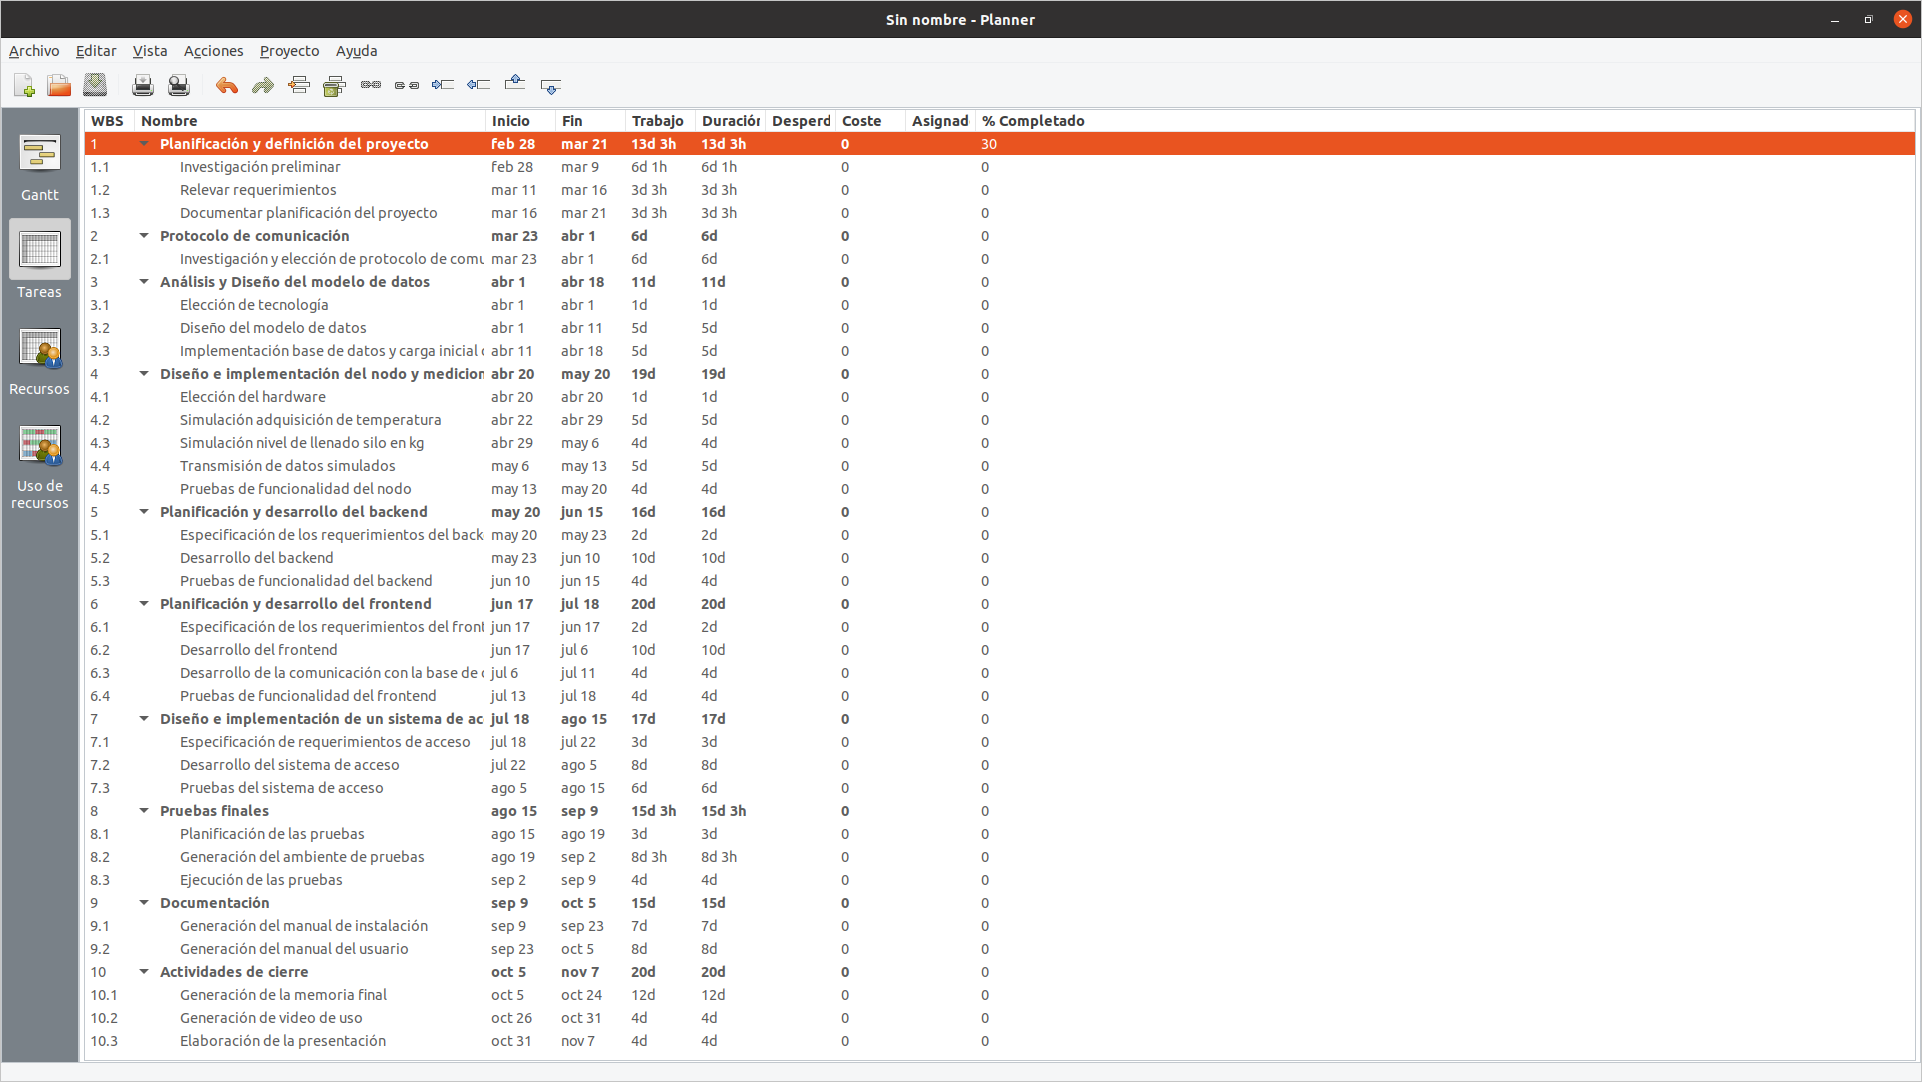 Sin nombre - Planner
Archivo Editar Vista Acciones Proyecto Ayuda
Gantt
Tareas
Recursos
Uso de
recursos
WBS Nombre Inicio Fin Trabajo Duración Desperd Coste Asignad % Completado
1 Planificación y definición del proyecto feb 28 mar 21 13d 3h 13d 3h 0 30
1.1 Investigación preliminar feb 28 mar 9 6d 1h 6d 1h 0 0
1.2 Relevar requerimientos mar 11 mar 16 3d 3h 3d 3h 0 0
1.3 Documentar planificación del proyecto mar 16 mar 21 3d 3h 3d 3h 0 0
2 Protocolo de comunicación mar 23 abr 1 6d 6d 0 0
2.1 Investigación y elección de protocolo de comu mar 23 abr 1 6d 6d 0 0
3 Análisis y Diseño del modelo de datos abr 1 abr 18 11d 11d 0 0
3.1 Elección de tecnología abr 1 abr 1 1d 1d 0 0
3.2 Diseño del modelo de datos abr 1 abr 11 5d 5d 0 0
3.3 Implementación base de datos y carga inicial abr 11 abr 18 5d 5d 0 0
4 Diseño e implementación del nodo y medicion abr 20 may 20 19d 19d 0 0
4.1 Elección del hardware abr 20 abr 20 1d 1d 0 0
4.2 Simulación adquisición de temperatura abr 22 abr 29 5d 5d 0 0
4.3 Simulación nivel de llenado silo en kg abr 29 may 6 4d 4d 0 0
4.4 Transmisión de datos simulados may 6 may 13 5d 5d 0 0
4.5 Pruebas de funcionalidad del nodo may 13 may 20 4d 4d 0 0
5 Planificación y desarrollo del backend may 20 jun 15 16d 16d 0 0
5.1 Especificación de los requerimientos del back may 20 may 23 2d 2d 0 0
5.2 Desarrollo del backend may 23 jun 10 10d 10d 0 0
5.3 Pruebas de funcionalidad del backend jun 10 jun 15 4d 4d 0 0
6 Planificación y desarrollo del frontend jun 17 jul 18 20d 20d 0 0
6.1 Especificación de los requerimientos del front jun 17 jun 17 2d 2d 0 0
6.2 Desarrollo del frontend jun 17 jul 6 10d 10d 0 0
6.3 Desarrollo de la comunicación con la base de jul 6 jul 11 4d 4d 0 0
6.4 Pruebas de funcionalidad del frontend jul 13 jul 18 4d 4d 0 0
7 Diseño e implementación de un sistema de ac jul 18 ago 15 17d 17d 0 0
7.1 Especificación de requerimientos de acceso jul 18 jul 22 3d 3d 0 0
7.2 Desarrollo del sistema de acceso jul 22 ago 5 8d 8d 0 0
7.3 Pruebas del sistema de acceso ago 5 ago 15 6d 6d 0 0
8 Pruebas finales ago 15 sep 9 15d 3h 15d 3h 0 0
8.1 Planificación de las pruebas ago 15 ago 19 3d 3d 0 0
8.2 Generación del ambiente de pruebas ago 19 sep 2 8d 3h 8d 3h 0 0
8.3 Ejecución de las pruebas sep 2 sep 9 4d 4d 0 0
9 Documentación sep 9 oct 5 15d 15d 0 0
9.1 Generación del manual de instalación sep 9 sep 23 7d 7d 0 0
9.2 Generación del manual del usuario sep 23 oct 5 8d 8d 0 0
10 Actividades de cierre oct 5 nov 7 20d 20d 0 0
10.1 Generación de la memoria final oct 5 oct 24 12d 12d 0 0
10.2 Generación de video de uso oct 26 oct 31 4d 4d 0 0
10.3 Elaboración de la presentación oct 31 nov 7 4d 4d 0 0